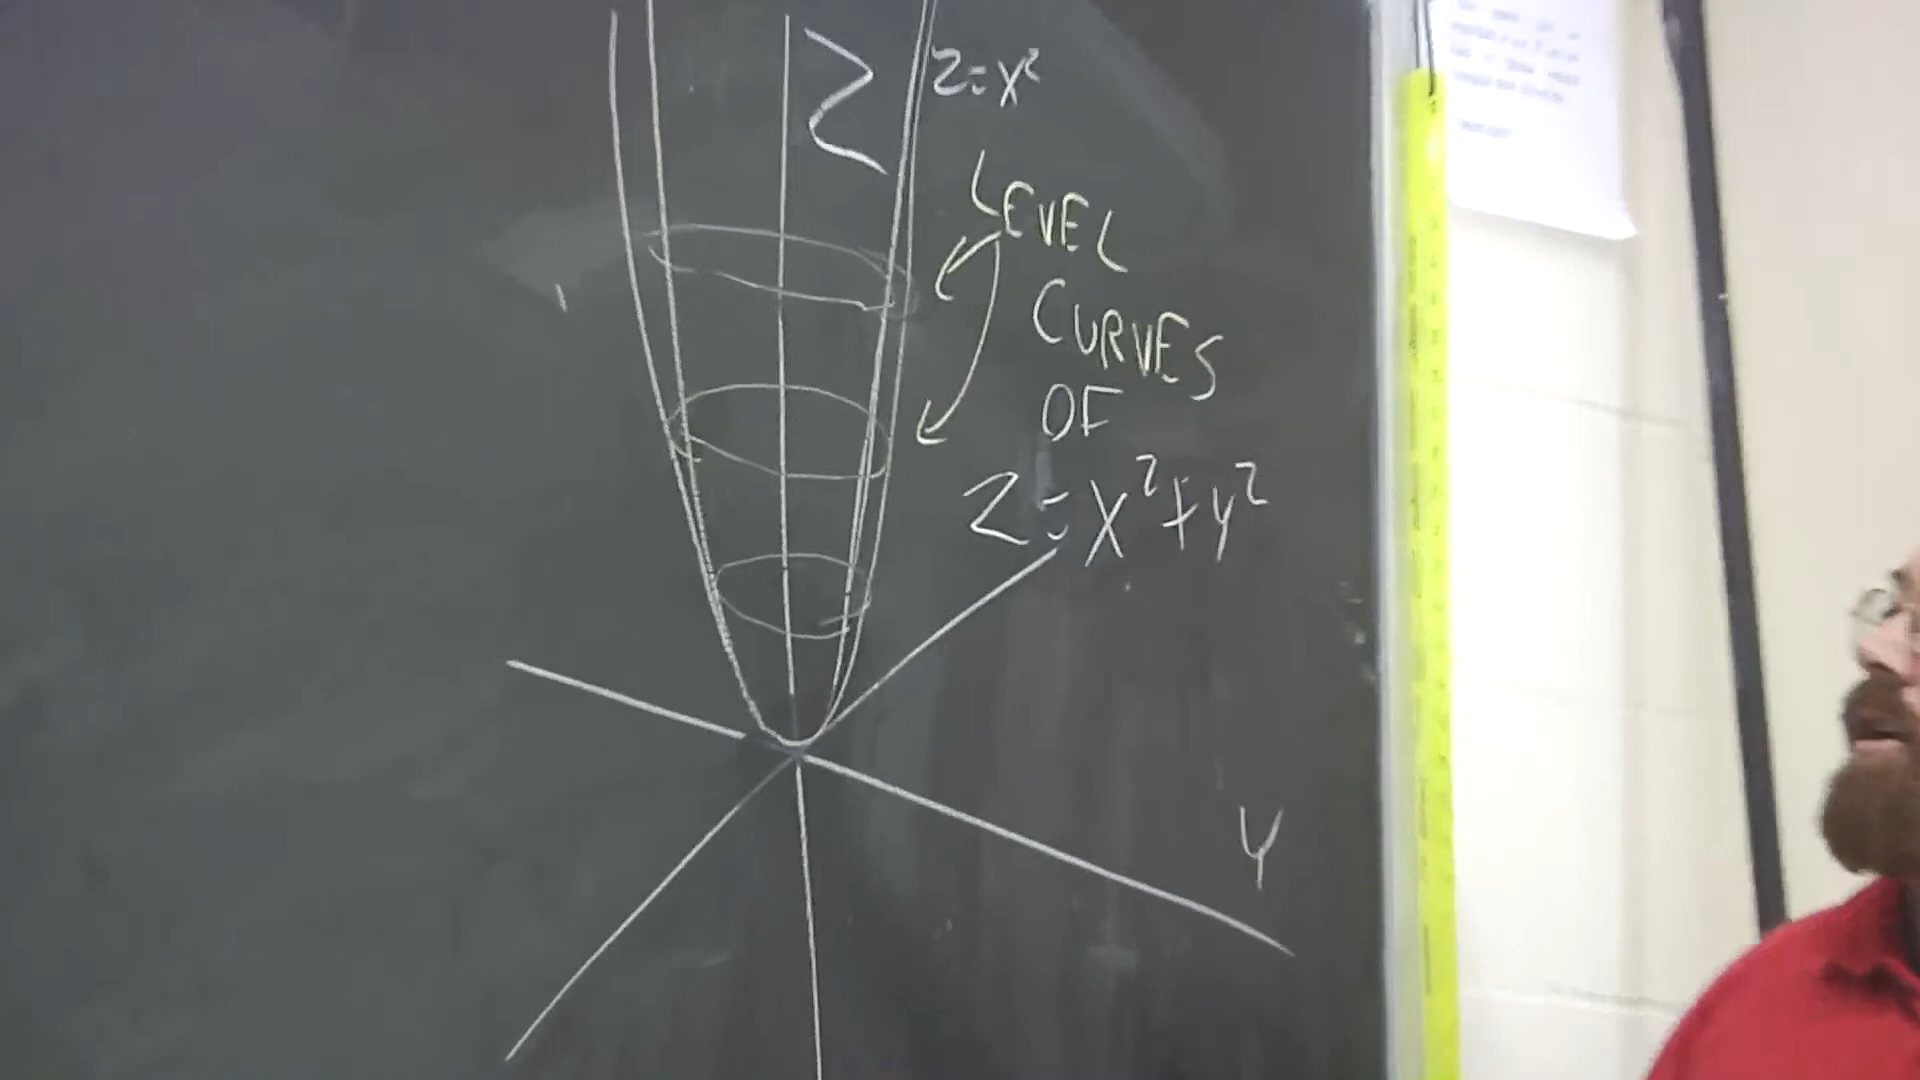 Z
Z=X²
LEVEL
CURVES
OF
Z=X²+Y²
Y